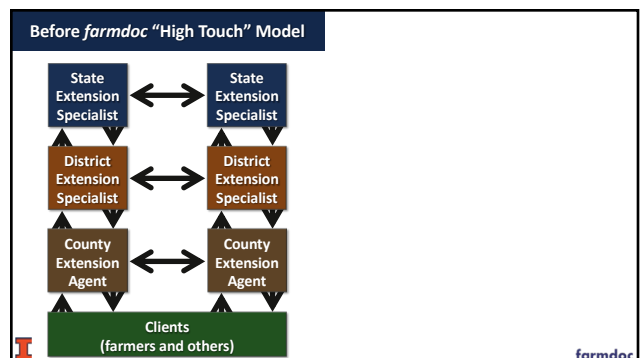 Before farmdoc “High Touch” Model
State
Extension
Specialist
State
Extension
Specialist
District
Extension
Specialist
District
Extension
Specialist
County
Extension
Agent
County
Extension
Agent
Clients
(farmers and others)
I
farmdoc